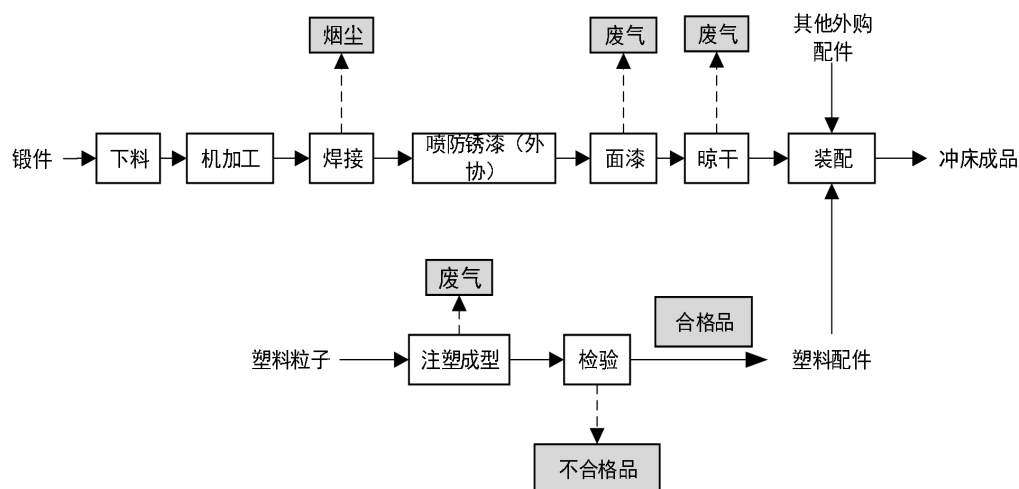 烟尘
废气
废气
其他外购
配件
锻件
下料
机加工
焊接
喷防锈漆（外
协）
面漆
晾干
装配
冲床成品
废气
合格品
塑料粒子
注塑成型
检验
塑料配件
不合格品